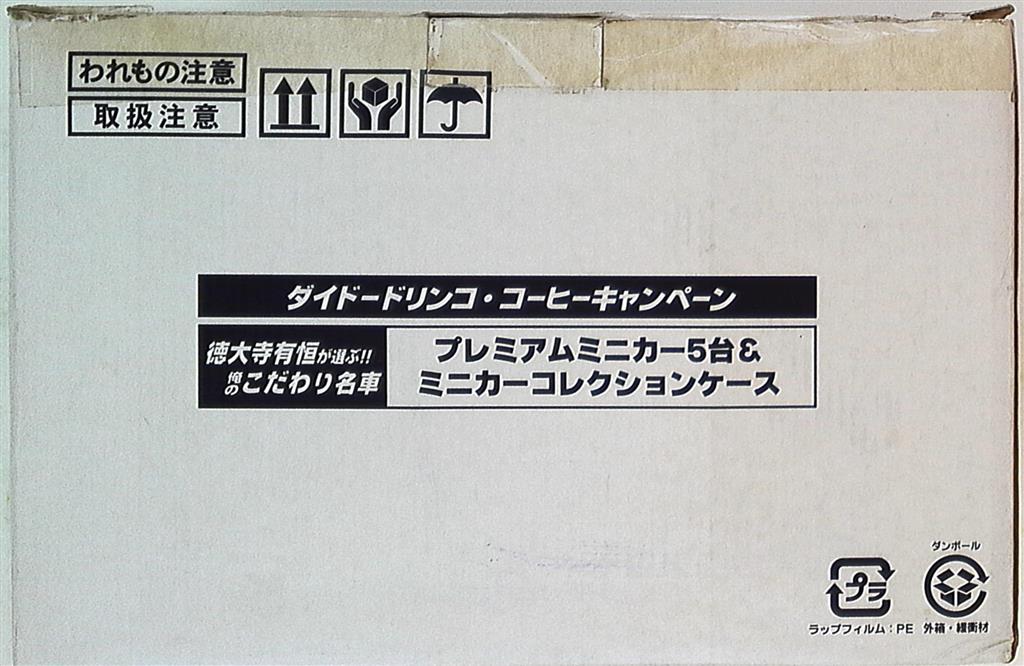 われもの注意
取扱注意
ダイドードリンコ・コーヒーキャンペーン
徳大寺有恒が選ぶ!!
俺のこだわり名車
プレミアムミニカー5台&
ミニカーコレクションケース
ダンボール
プラ
ラップフィルム:PE
外箱・緩衝材